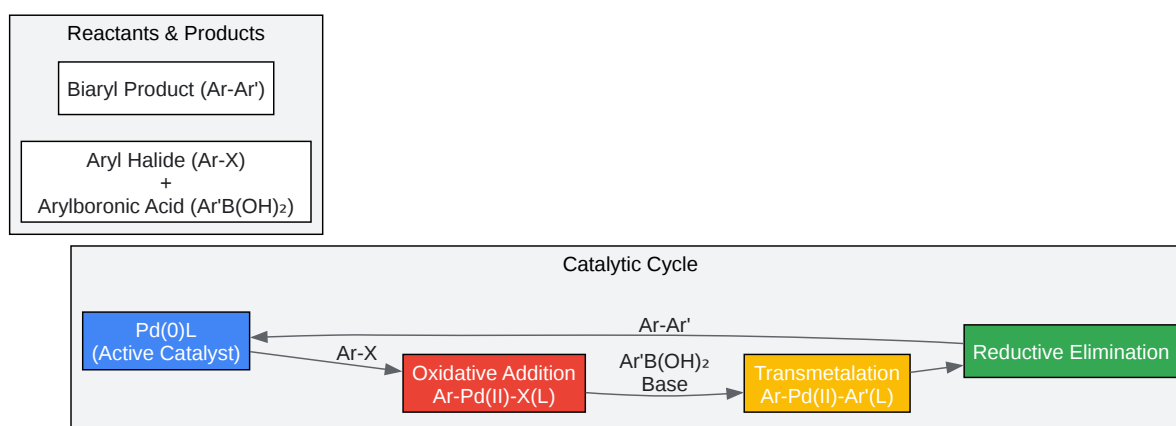 Reactants & Products
Biaryl Product (Ar-Ar')
Aryl Halide (Ar-X)
+
Arylboronic Acid (Ar'B(OH)₂)
Catalytic Cycle
Pd(0)L
(Active Catalyst)
Ar-X
Oxidative Addition
Ar-Pd(II)-X(L)
Ar'B(OH)₂
Base
Transmetalation
Ar-Pd(II)-Ar'(L)
Ar-Ar'
Reductive Elimination